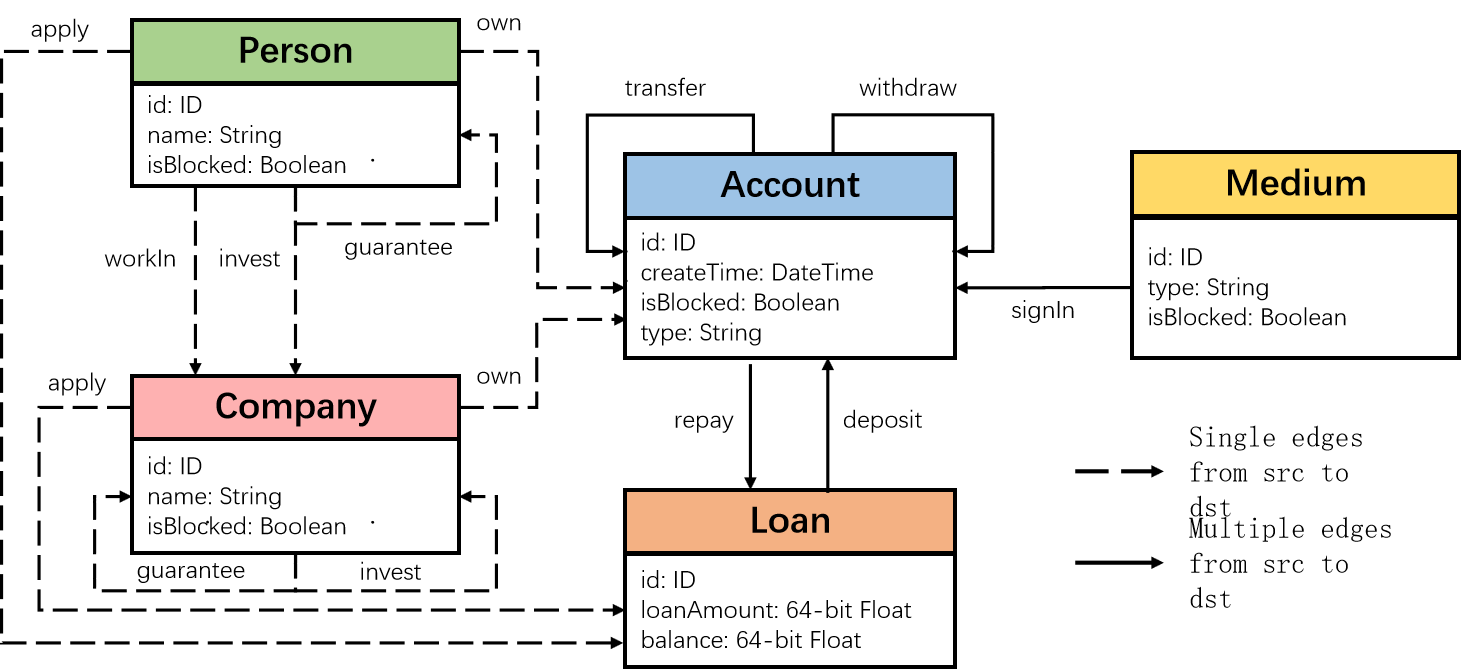 apply
Person
own
id: ID
name: String
isBlocked: Boolean
workIn
invest
guarantee
transfer
withdraw
Account
id: ID
createTime: DateTime
isBlocked: Boolean
type: String
Medium
id: ID
type: String
isBlocked: Boolean
signIn
apply
Company
own
id: ID
name: String
isBlocked: Boolean
guarantee
invest
repay
deposit
Loan
id: ID
loanAmount: 64-bit Float
balance: 64-bit Float
Single edges
from src to
dst
Multiple edges
from src to
dst